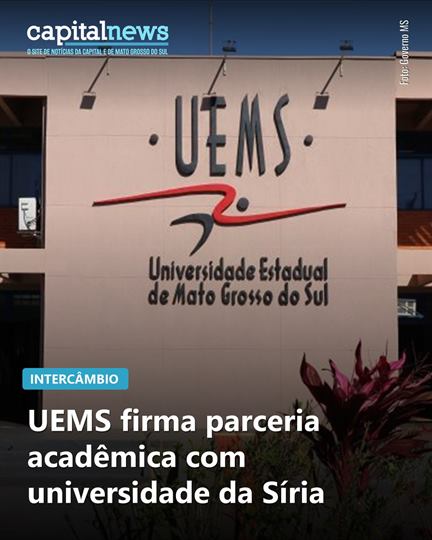 capitalnews
O SITE DE NOTÍCIAS DA CAPITAL E DE MATO GROSSO DO SUL
Foto: Governo MS
· UEMS ·
Universidade Estadual
de Mato Grosso do Sul
INTERCÂMBIO
UEMS firma parceria
acadêmica com
universidade da Síria